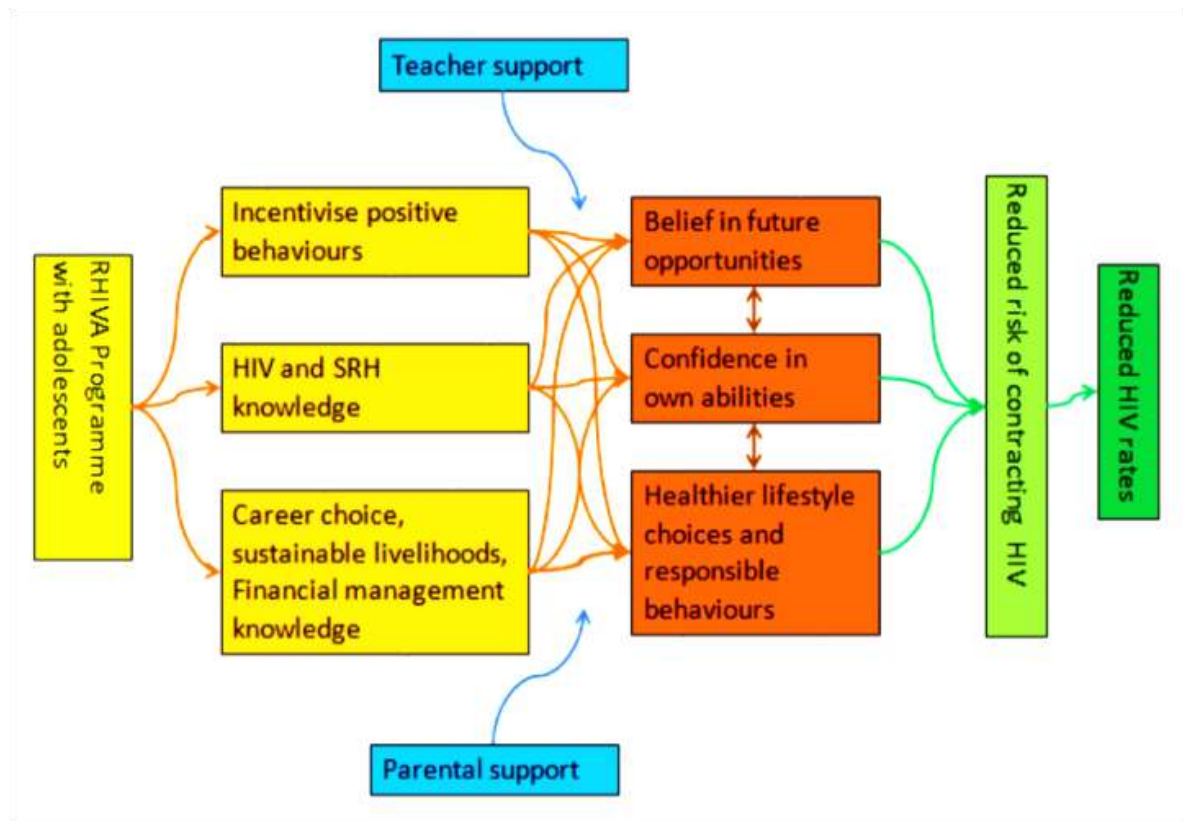 Teacher support
RHIVA Programme
with adolescents
Incentivise positive
behaviours
HIV and SRH
knowledge
Career choice,
sustainable livelihoods,
Financial management
knowledge
Belief in future
opportunities
Confidence in
own abilities
Healthier lifestyle
choices and
responsible
behaviours
Reduced risk of contracting HIV
Reduced HIV rates
Parental support